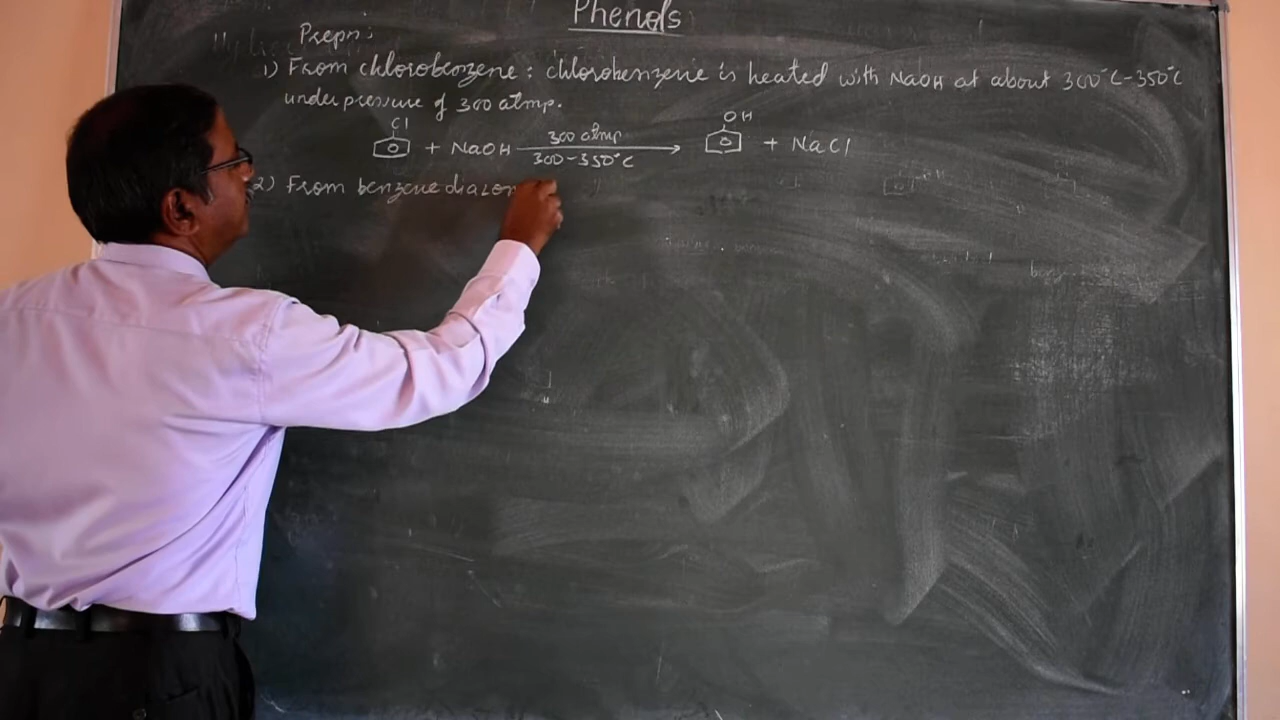 Phenols
Prepn:
1) From chlorobenzene: chlorobenzene is heated with NaOH at about 300°C-350°C
under pressure of 300 atmp.
Cl + NaOH 300 atmp 300-350°C → OH + NaCl
2) From benzene diazon